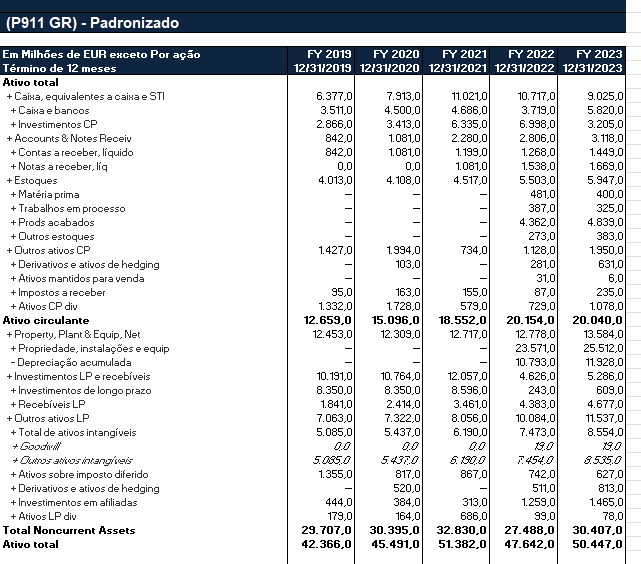 (P911 GR) - Padronizado
Em Milhões de EUR exceto Por ação FY 2019 FY 2020 FY 2021 FY 2022 FY 2023
Término de 12 meses 12/31/2019 12/31/2020 12/31/2021 12/31/2022 12/31/2023
Ativo total
+ Caixa, equivalentes a caixa e STI 6.377,0 7.913,0 11.021,0 10.717,0 9.025,0
+ Caixa e bancos 3.511,0 4.500,0 4.686,0 3.719,0 5.820,0
+ Investimentos CP 2.866,0 3.413,0 6.335,0 6.998,0 3.205,0
+ Accounts & Notes Receiv 842,0 1.081,0 2.280,0 2.806,0 3.118,0
+ Contas a receber, líquido 842,0 1.081,0 1.199,0 1.268,0 1.449,0
+ Notas a receber, líq 0,0 0,0 1.081,0 1.538,0 1.669,0
+ Estoques 4.013,0 4.108,0 4.517,0 5.503,0 5.947,0
+ Matéria prima — — — 481,0 400,0
+ Trabalhos em processo — — — 387,0 325,0
+ Prods acabados — — — 4.362,0 4.839,0
+ Outros estoques — — — 273,0 383,0
+ Outros ativos CP 1.427,0 1.994,0 734,0 1.128,0 1.950,0
+ Derivativos e ativos de hedging — 103,0 — 281,0 631,0
+ Ativos mantidos para venda — — — 31,0 6,0
+ Impostos a receber 95,0 163,0 155,0 87,0 235,0
+ Ativos CP div 1.332,0 1.728,0 579,0 729,0 1.078,0
Ativo circulante 12.659,0 15.096,0 18.552,0 20.154,0 20.040,0
+ Property, Plant & Equip, Net 12.453,0 12.309,0 12.717,0 12.778,0 13.584,0
+ Propriedade, instalações e equip — — — 23.571,0 25.512,0
- Depreciação acumulada — — — 10.793,0 11.928,0
+ Investimentos LP e recebíveis 10.191,0 10.764,0 12.057,0 4.626,0 5.286,0
+ Investimentos de longo prazo 8.350,0 8.350,0 8.596,0 243,0 609,0
+ Recebíveis LP 1.841,0 2.414,0 3.461,0 4.383,0 4.677,0
+ Outros ativos LP 7.063,0 7.322,0 8.056,0 10.084,0 11.537,0
+ Total de ativos intangíveis 5.085,0 5.437,0 6.190,0 7.473,0 8.554,0
+ Goodwill 0,0 0,0 0,0 19,0 19,0
+ Outros ativos intangíveis 5.085,0 5.437,0 6.190,0 7.454,0 8.535,0
+ Ativos sobre imposto diferido 1.355,0 817,0 867,0 742,0 627,0
+ Derivativos e ativos de hedging — 520,0 — 511,0 813,0
+ Investimentos em afiliadas 444,0 384,0 313,0 1.259,0 1.465,0
+ Ativos LP div 179,0 164,0 686,0 99,0 78,0
Total Noncurrent Assets 29.707,0 30.395,0 32.830,0 27.488,0 30.407,0
Ativo total 42.366,0 45.491,0 51.382,0 47.642,0 50.447,0